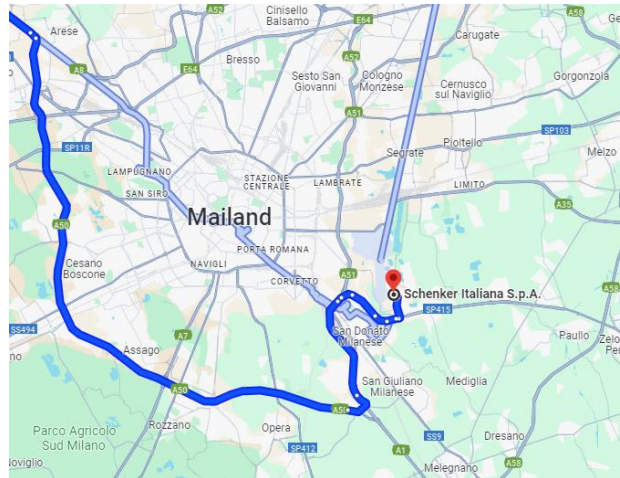 A52
Cinisello
Balsamo
E64
A58
Arese
Carugate
A8
E64
Bresso
Sesto San
Giovanni
Cologno
Monzese
Cernusco
sul Naviglio
Gorgonzola
A51
SP11R
Pioltello
SP103
Segrate
Melzo
LAMPUGNANO
STAZIONE
CENTRALE
LAMBRATE
LIMITO
SAN SIRO
A35
Mailand
A50
PORTA ROMANA
Cesano
Boscone
NAVIGLI
CORVETTO
A51
Schenker Italiana S.p.A.
A58
SP415
SS494
A7
San Donato
Milanese
Paullo
Zelo
Assago
A50
San Giuliano
Milanese
Mediglia
A50
Rozzano
Opera
Parco Agricolo
Sud Milano
SP412
A1
SS9
Dresano
Noviglio
Melegnano
A58